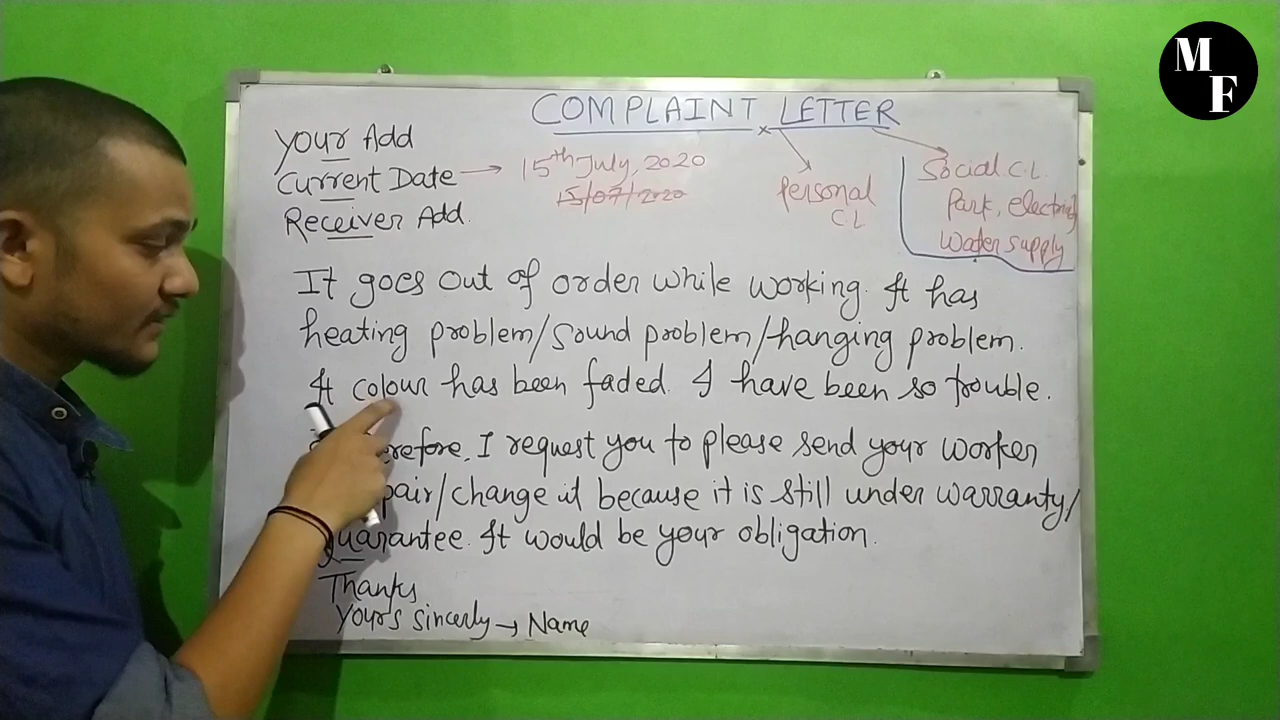 M
F
COMPLAINT LETTER
Your Add
Current Date → 15th July, 2020
15/07/2020
Receiver Add.
Personal
C L
Social C.L.
Park, electricity
Water supply
It goes out of order while working. It has
heating problem/sound problem/hanging problem.
It colour has been faded. I have been so trouble.
I request you to please send your worker
change it because it is still under warranty/
guarantee. It would be your obligation.
Thanks
Yours sincerly → Name